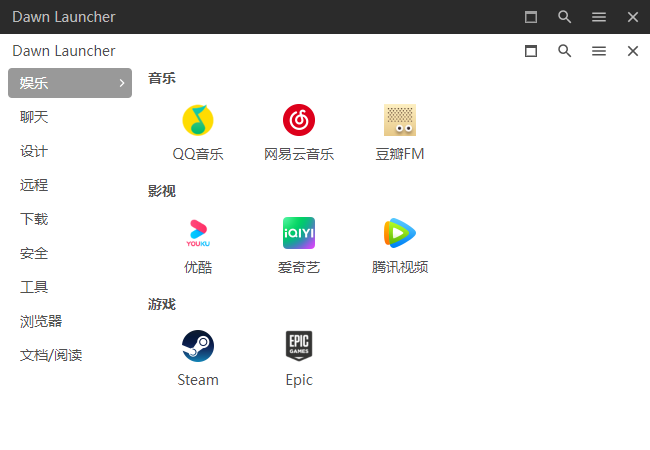 Dawn Launcher
Dawn Launcher
娱乐
聊天
设计
远程
下载
安全
工具
浏览器
文档/阅读
音乐
QQ音乐 网易云音乐 豆瓣FM
影视
YOUKU iQIYI
优酷 爱奇艺 腾讯视频
游戏
EPIC
GAMES
Steam Epic